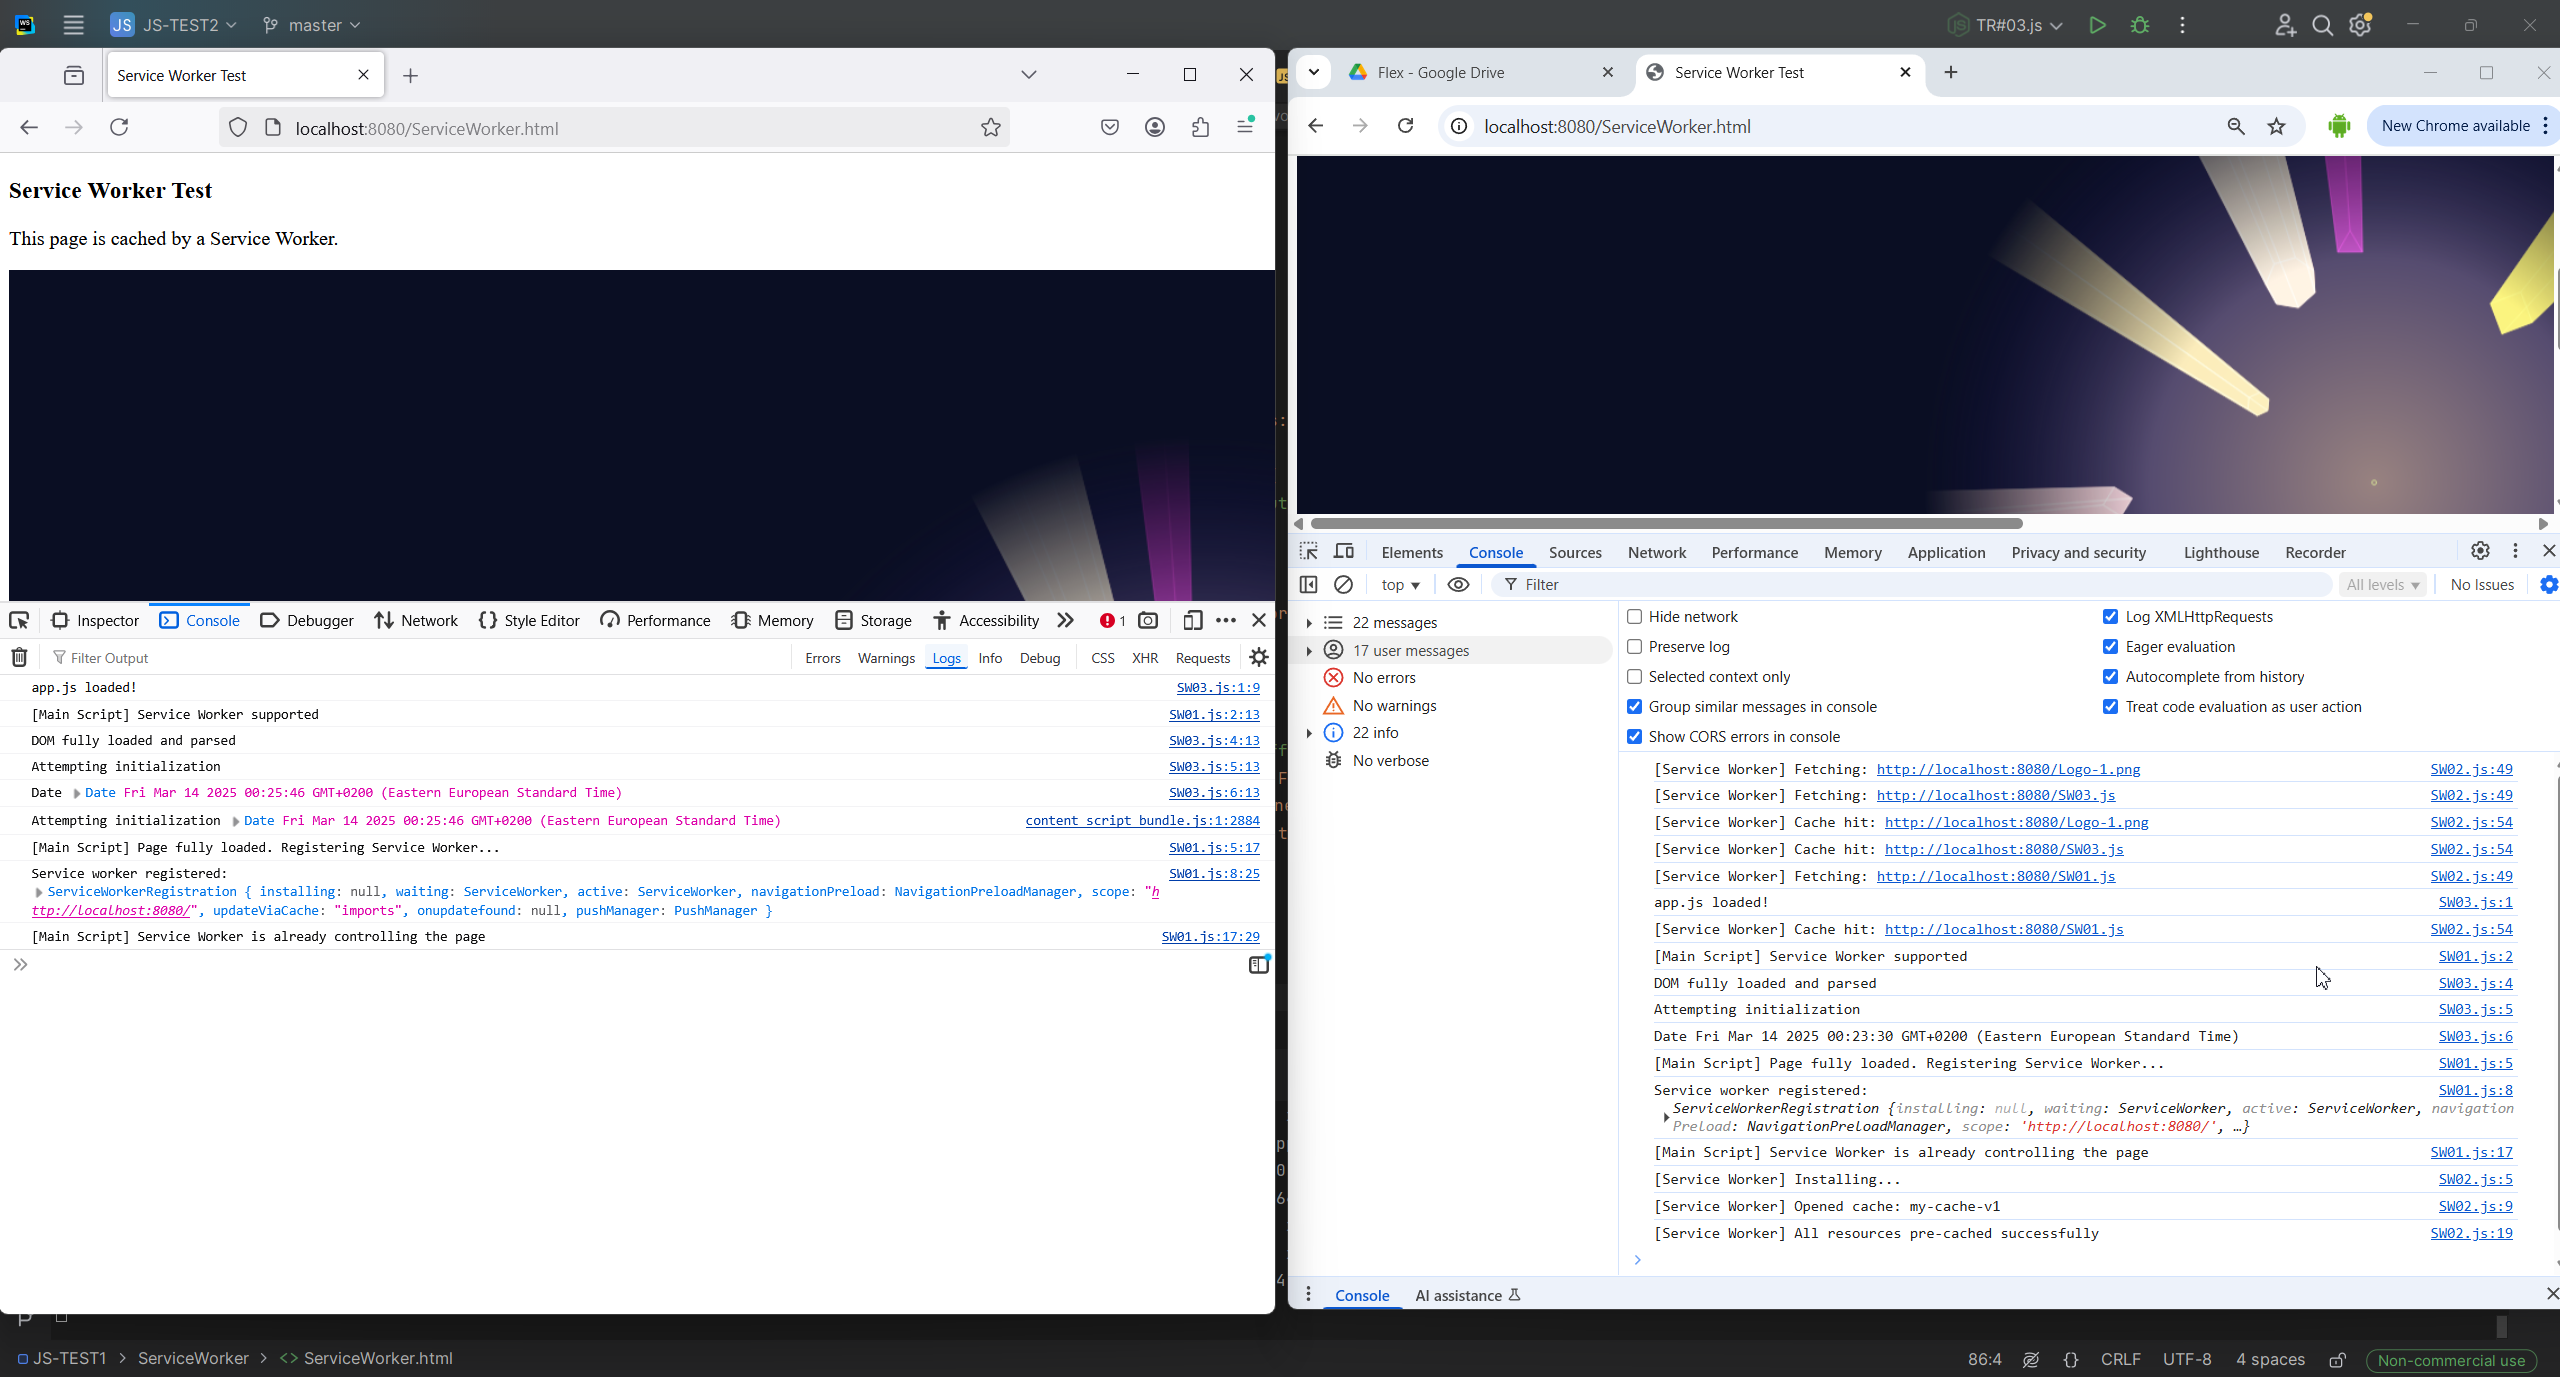 WS JS JS-TEST2 master TR#03.js
Service Worker Test
localhost:8080/ServiceWorker.html
Service Worker Test
This page is cached by a Service Worker.
Inspector Console Debugger Network Style Editor Performance Memory Storage Accessibility 1
Filter Output Errors Warnings Logs Info Debug CSS XHR Requests
app.js loaded! SW03.js:1:9
[Main Script] Service Worker supported SW01.js:2:13
DOM fully loaded and parsed SW03.js:4:13
Attempting initialization SW03.js:5:13
Date Date Fri Mar 14 2025 00:25:46 GMT+0200 (Eastern European Standard Time) SW03.js:6:13
Attempting initialization Date Fri Mar 14 2025 00:25:46 GMT+0200 (Eastern European Standard Time) content_script_bundle.js:1:2884
[Main Script] Page fully loaded. Registering Service Worker... SW01.js:5:17
Service worker registered: SW01.js:8:25
ServiceWorkerRegistration { installing: null, waiting: ServiceWorker, active: ServiceWorker, navigationPreload: NavigationPreloadManager, scope: "h
ttp://localhost:8080/", updateViaCache: "imports", onupdatefound: null, pushManager: PushManager }
[Main Script] Service Worker is already controlling the page SW01.js:17:29
Flex - Google Drive Service Worker Test
localhost:8080/ServiceWorker.html New Chrome available
Elements Console Sources Network Performance Memory Application Privacy and security Lighthouse Recorder
top Filter All levels No Issues
22 messages
17 user messages
No errors
No warnings
22 info
No verbose
Hide network Log XMLHttpRequests
Preserve log Eager evaluation
Selected context only Autocomplete from history
Group similar messages in console Treat code evaluation as user action
Show CORS errors in console
[Service Worker] Fetching: http://localhost:8080/Logo-1.png SW02.js:49
[Service Worker] Fetching: http://localhost:8080/SW03.js SW02.js:49
[Service Worker] Cache hit: http://localhost:8080/Logo-1.png SW02.js:54
[Service Worker] Cache hit: http://localhost:8080/SW03.js SW02.js:54
[Service Worker] Fetching: http://localhost:8080/SW01.js SW02.js:49
app.js loaded! SW03.js:1
[Service Worker] Cache hit: http://localhost:8080/SW01.js SW02.js:54
[Main Script] Service Worker supported SW01.js:2
DOM fully loaded and parsed SW03.js:4
Attempting initialization SW03.js:5
Date Fri Mar 14 2025 00:23:30 GMT+0200 (Eastern European Standard Time) SW03.js:6
[Main Script] Page fully loaded. Registering Service Worker... SW01.js:5
Service worker registered: SW01.js:8
ServiceWorkerRegistration {installing: null, waiting: ServiceWorker, active: ServiceWorker, navigation
Preload: NavigationPreloadManager, scope: 'http://localhost:8080/', …}
[Main Script] Service Worker is already controlling the page SW01.js:17
[Service Worker] Installing... SW02.js:5
[Service Worker] Opened cache: my-cache-v1 SW02.js:9
[Service Worker] All resources pre-cached successfully SW02.js:19
Console AI assistance
JS-TEST1 > ServiceWorker > <> ServiceWorker.html 86:4 {} CRLF UTF-8 4 spaces Non-commercial use